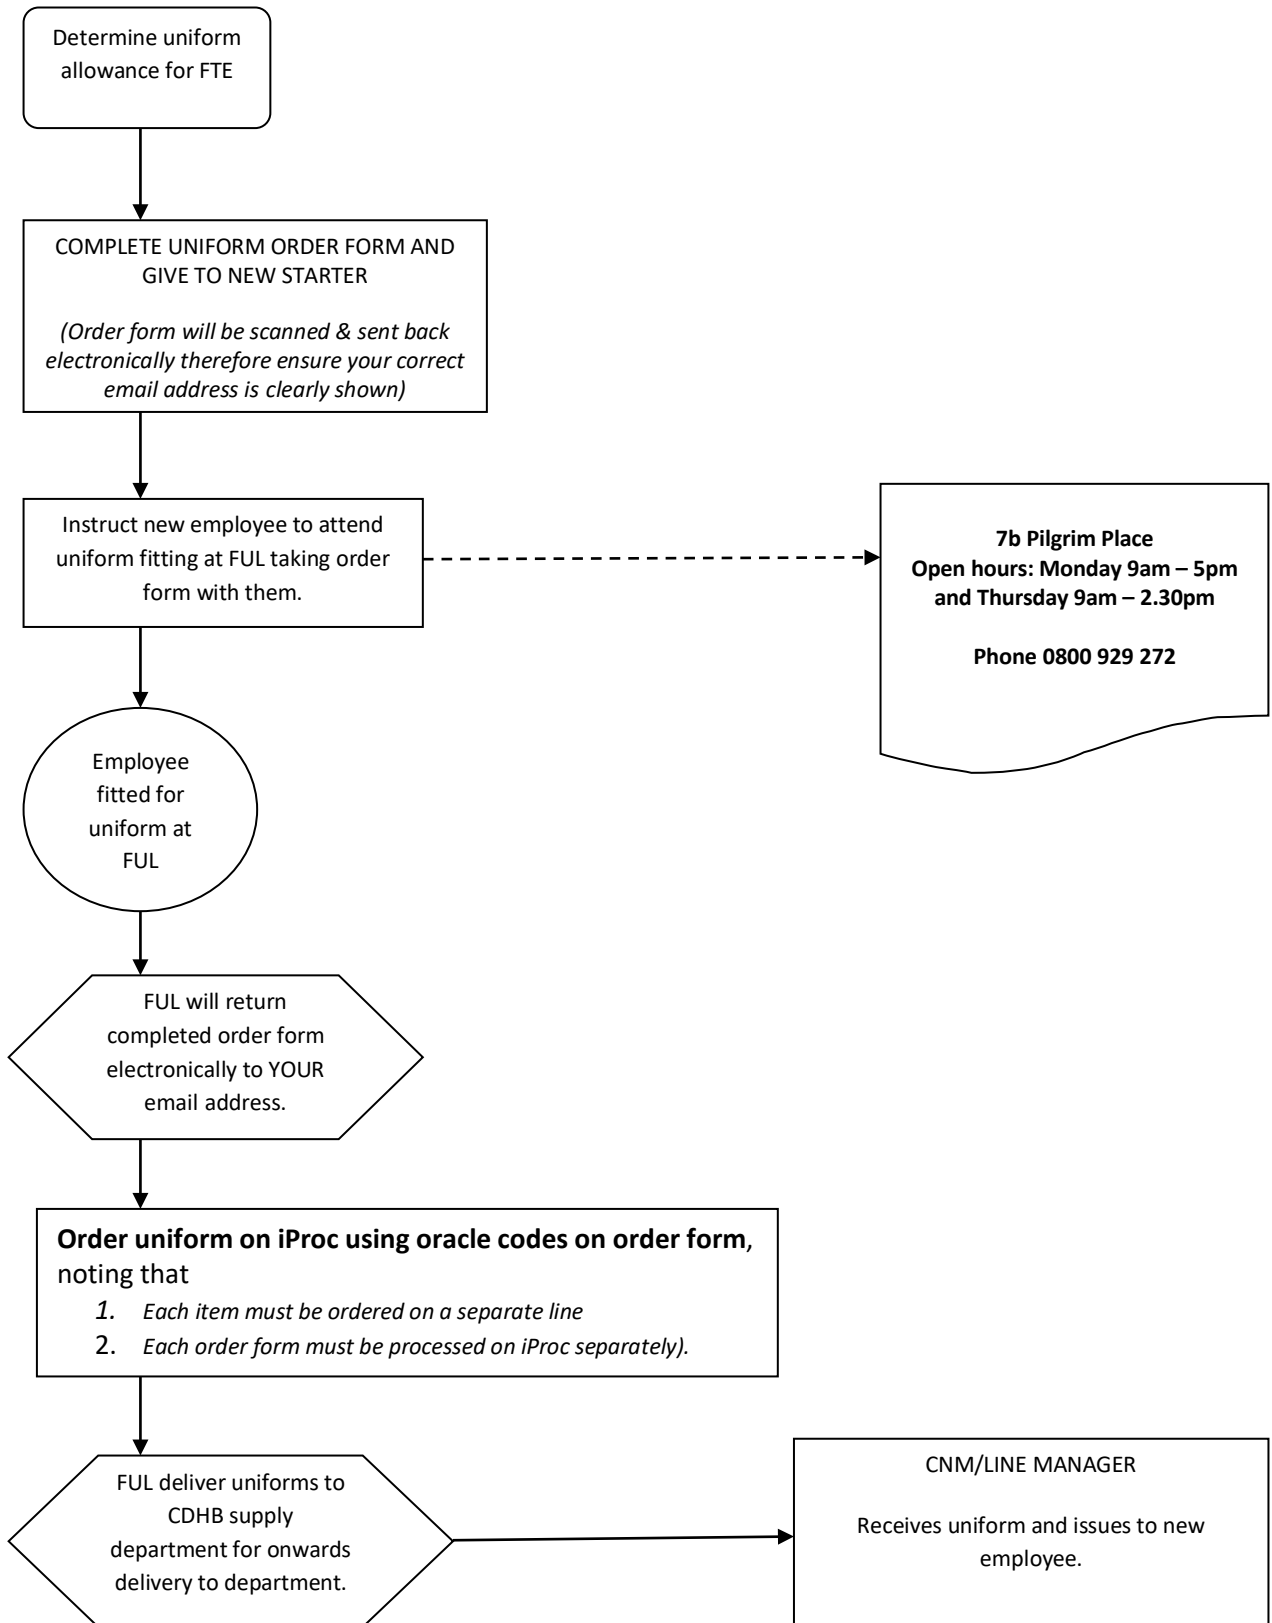 Determine uniform
allowance for FTE
COMPLETE UNIFORM ORDER FORM AND
GIVE TO NEW STARTER
(Order form will be scanned & sent back
electronically therefore ensure your correct
email address is clearly shown)
Instruct new employee to attend
uniform fitting at FUL taking order
form with them.
7b Pilgrim Place
Open hours: Monday 9am – 5pm
and Thursday 9am – 2.30pm
Phone 0800 929 272
Employee
fitted for
uniform at
FUL
FUL will return
completed order form
electronically to YOUR
email address.
Order uniform on iProc using oracle codes on order form,
noting that
1. Each item must be ordered on a separate line
2. Each order form must be processed on iProc separately).
FUL deliver uniforms to
CDHB supply
department for onwards
delivery to department.
CNM/LINE MANAGER
Receives uniform and issues to new
employee.